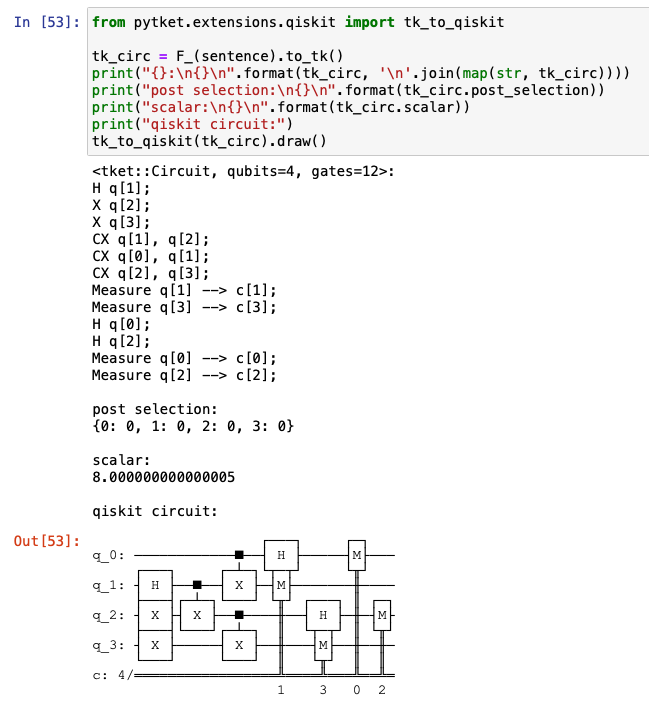 In [53]: from pytket.extensions.qiskit import tk_to_qiskit
tk_circ = F_(sentence).to_tk()
print("{}:\n{}\n".format(tk_circ, '\n'.join(map(str, tk_circ))))
print("post selection:\n{}\n".format(tk_circ.post_selection))
print("scalar:\n{}\n".format(tk_circ.scalar))
print("qiskit circuit:")
tk_to_qiskit(tk_circ).draw()
<tket::Circuit, qubits=4, gates=12>:
H q[1];
X q[2];
X q[3];
CX q[1], q[2];
CX q[0], q[1];
CX q[2], q[3];
Measure q[1] --> c[1];
Measure q[3] --> c[3];
H q[0];
H q[2];
Measure q[0] --> c[0];
Measure q[2] --> c[2];
post selection:
{0: 0, 1: 0, 2: 0, 3: 0}
scalar:
8.000000000000005
qiskit circuit:
Out[53]:
q_0: H M
q_1: H X M
q_2: X X H M
q_3: X X M
c: 4/
1 3 0 2